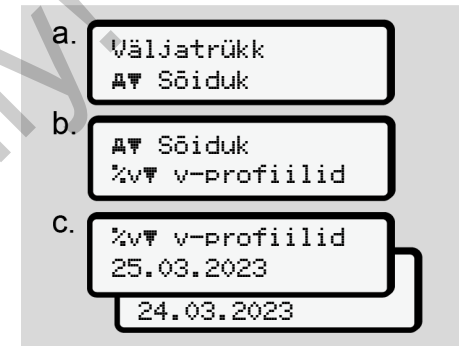 a.
Väljatrükk
A▼ Sõiduk
b.
A▼ Sõiduk
%v▼ v-profiilid
c.
%v▼ v-profiilid
25.03.2023
24.03.2023